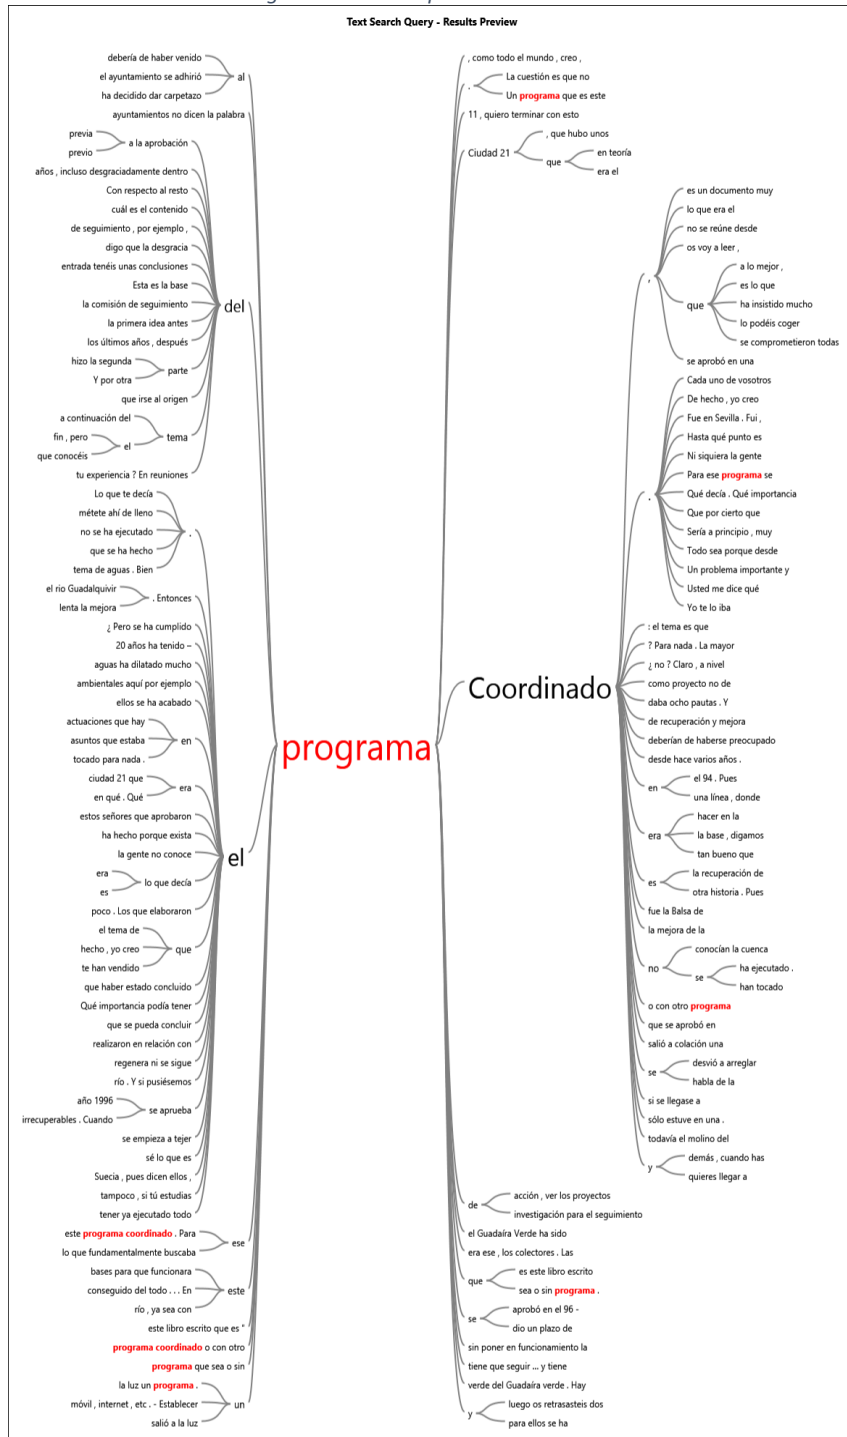 Text Search Query - Results Preview
debería de haber venido
el ayuntamiento se adhirió
ha decidido dar carpetazo
al
ayuntamientos no dicen la palabra
previa
previo
a la aprobación
años , incluso desgraciadamente dentro
Con respecto al resto
cuál es el contenido
de seguimiento , por ejemplo ,
digo que la desgracia
entrada tenéis unas conclusiones
Esta es la base
la comisión de seguimiento
la primera idea antes
los últimos años , después
hizo la segunda
Y por otra
parte
que irse al origen
a continuación del
fin , pero
que conocéis
el
tema
tu experiencia ? En reuniones
del
Lo que te decía
métete ahí de lleno
no se ha ejecutado
que se ha hecho
tema de aguas . Bien
.
el rio Guadalquivir
lenta la mejora
. Entonces
¿ Pero se ha cumplido
20 años ha tenido –
aguas ha dilatado mucho
ambientales aquí por ejemplo
ellos se ha acabado
actuaciones que hay
asuntos que estaba
tocado para nada .
en
ciudad 21 que
en qué . Qué
era
estos señores que aprobaron
ha hecho porque exista
la gente no conoce
era
es
lo que decía
poco . Los que elaboraron
el tema de
hecho , yo creo
te han vendido
que
que haber estado concluido
Qué importancia podía tener
que se pueda concluir
realizaron en relación con
regenera ni se sigue
río . Y si pusiésemos
año 1996
irrecuperables . Cuando
se aprueba
se empieza a tejer
sé lo que es
Suecia , pues dicen ellos ,
tampoco , si tú estudias
tener ya ejecutado todo
el
este programa coordinado . Para
lo que fundamentalmente buscaba
ese
bases para que funcionara
conseguido del todo . . . En
río , ya sea con
este
este libro escrito que es "
programa coordinado o con otro
programa que sea o sin
la luz un programa .
móvil , internet , etc . - Establecer
salió a la luz
un
programa
, como todo el mundo , creo ,
.
La cuestión es que no
Un programa que es este
11 , quiero terminar con esto
Ciudad 21
, que hubo unos
que
en teoría
era el
Coordinado
,
es un documento muy
lo que era el
no se reúne desde
os voy a leer ,
que
a lo mejor ,
es lo que
ha insistido mucho
lo podéis coger
se comprometieron todas
se aprobó en una
.
Cada uno de vosotros
De hecho , yo creo
Fue en Sevilla . Fui ,
Hasta qué punto es
Ni siquiera la gente
Para ese programa se
Qué decía . Qué importancia
Que por cierto que
Sería a principio , muy
Todo sea porque desde
Un problema importante y
Usted me dice qué
Yo te lo iba
: el tema es que
? Para nada . La mayor
¿ no ? Claro , a nivel
como proyecto no de
daba ocho pautas . Y
de recuperación y mejora
deberían de haberse preocupado
desde hace varios años .
en
el 94 . Pues
una línea , donde
era
hacer en la
la base , digamos
tan bueno que
es
la recuperación de
otra historia . Pues
fue la Balsa de
la mejora de la
no
conocían la cuenca
se
ha ejecutado .
han tocado
o con otro programa
que se aprobó en
salió a colación una
se
desvió a arreglar
habla de la
si se llegase a
sólo estuve en una .
todavía el molino del
y
demás , cuando has
quieres llegar a
de
acción , ver los proyectos
investigación para el seguimiento
el Guadaíra Verde ha sido
era ese , los colectores . Las
que
es este libro escrito
sea o sin programa .
se
aprobó en el 96 -
dio un plazo de
sin poner en funcionamiento la
tiene que seguir ... y tiene
verde del Guadaíra verde . Hay
y
luego os retrasasteis dos
para ellos se ha